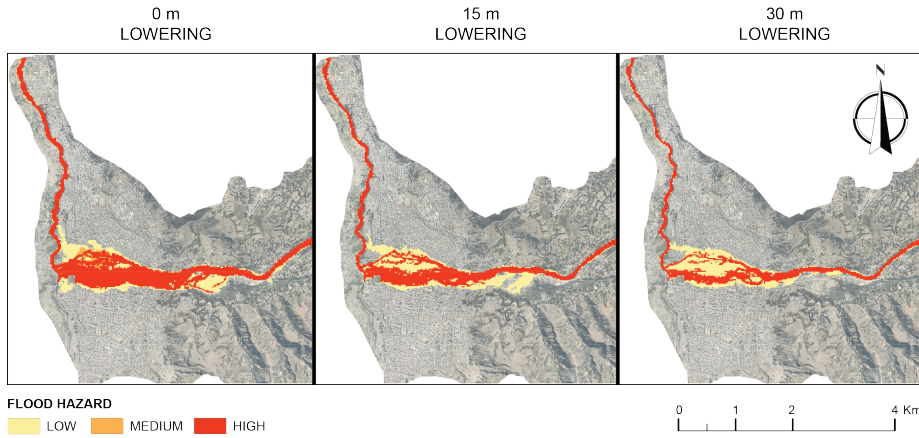 0 m
LOWERING
15 m
LOWERING
30 m
LOWERING
N
FLOOD HAZARD
LOW MEDIUM HIGH
0 1 2 4 Km